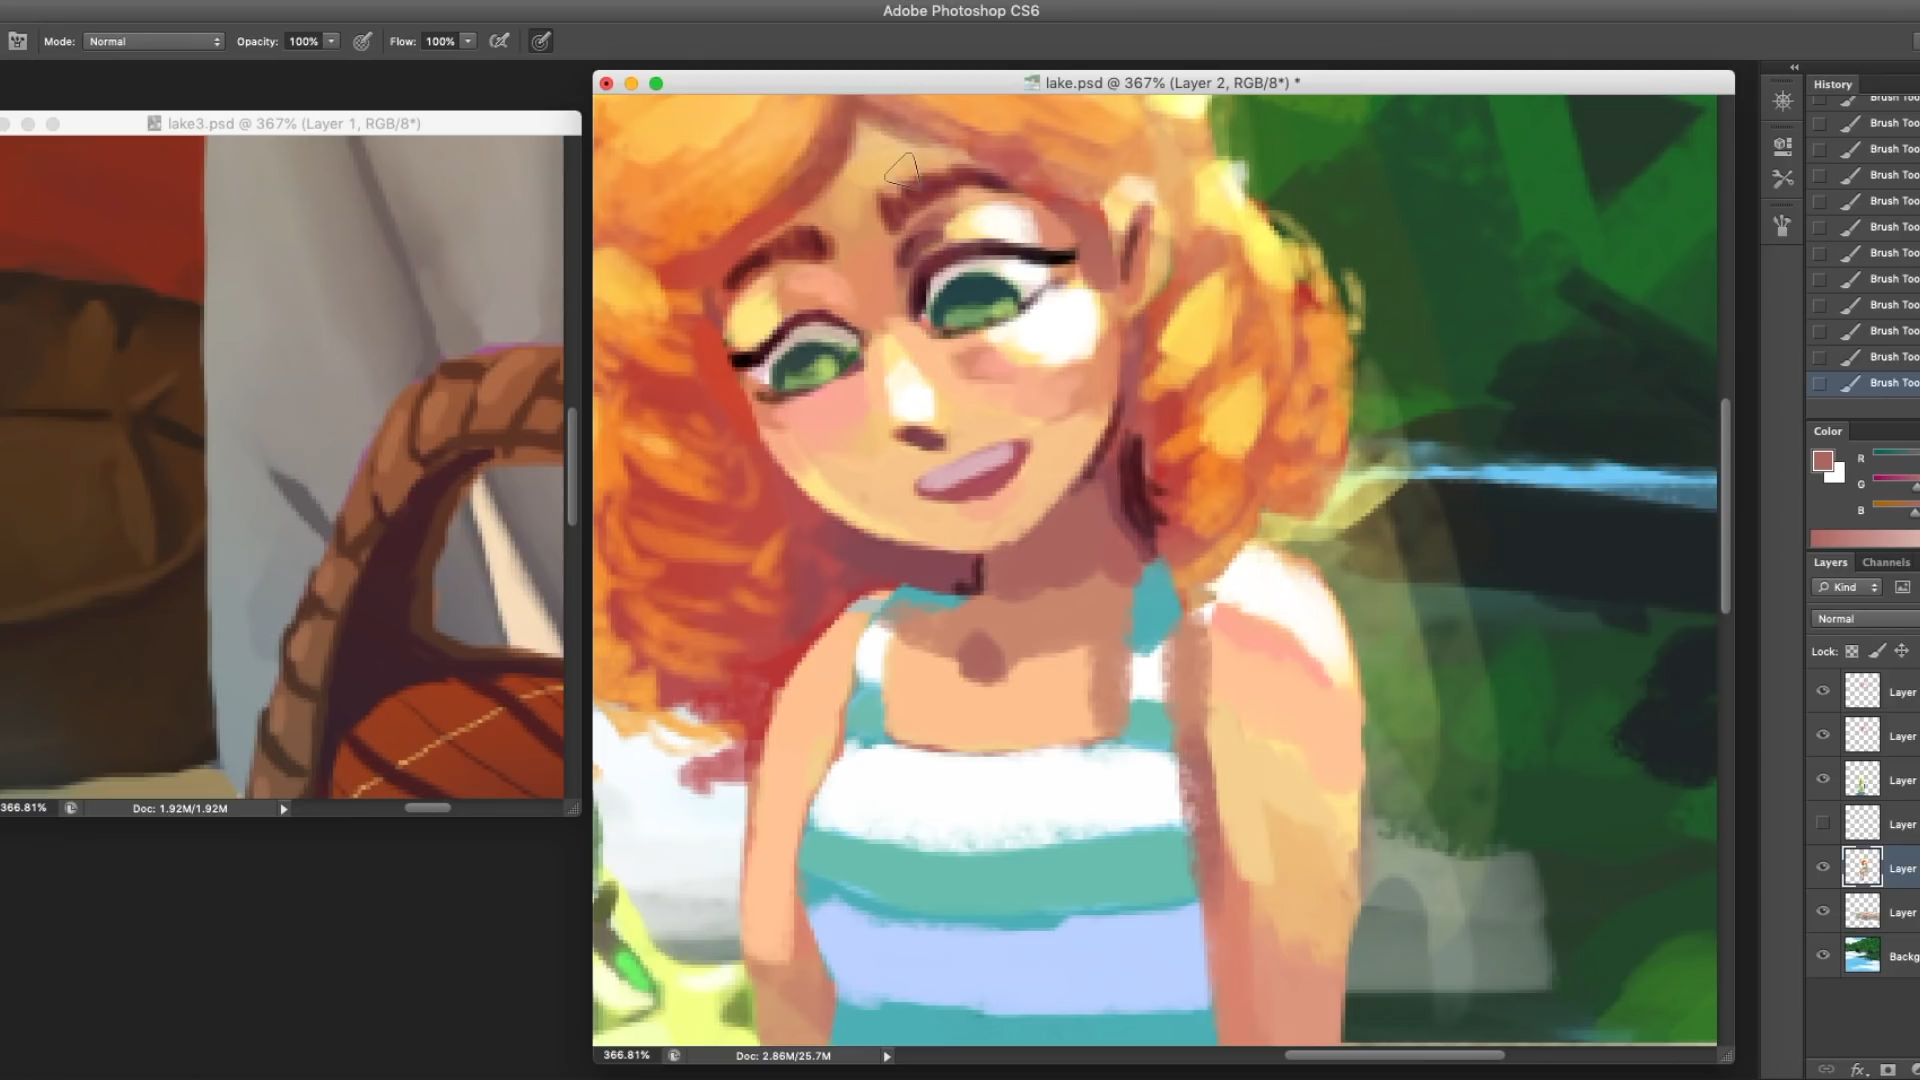 Adobe Photoshop CS6
Mode: Normal Opacity: 100% Flow: 100%
lake3.psd @ 367% (Layer 1, RGB/8*)
lake.psd @ 367% (Layer 2, RGB/8*) *
History
Brush Too
Brush Too
Brush Too
Brush Too
Brush Too
Brush Too
Brush Too
Brush Too
Brush Too
Brush Too
Brush Too
Brush Too
Color
R
G
B
Layers Channels
Kind
Normal
Lock:
Layer
Layer
Layer
Layer
Layer
Layer
Backg
fx
366.81% Doc: 1.92M/1.92M
366.81% Doc: 2.86M/25.7M